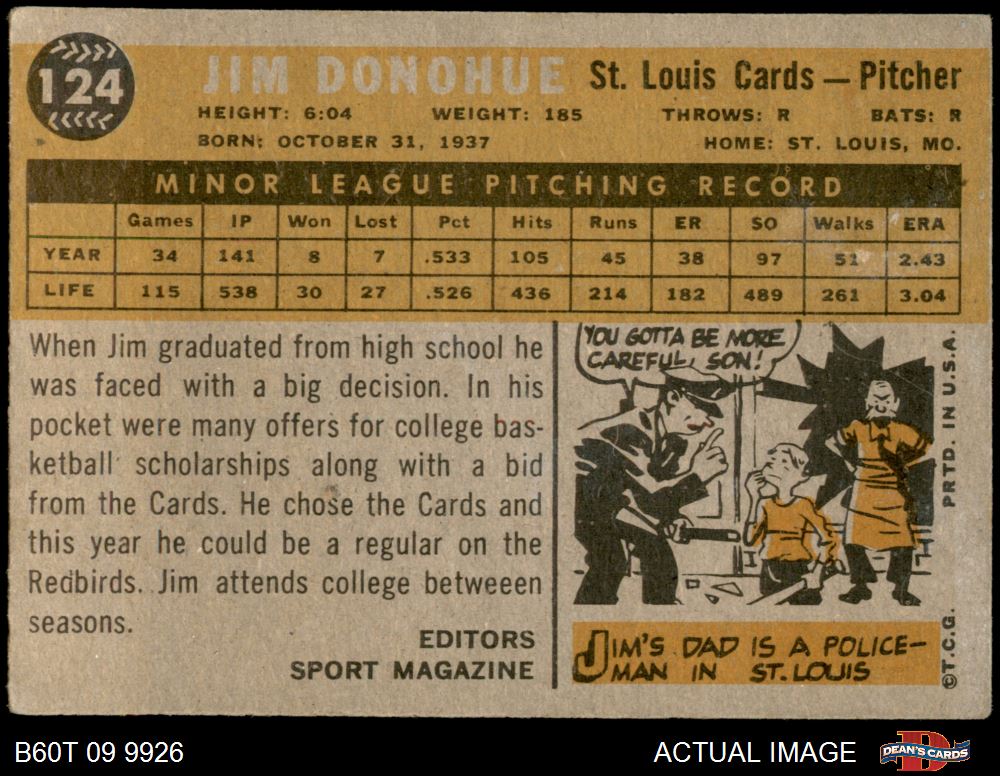 124
JIM DONOHUE St. Louis Cards — Pitcher
HEIGHT: 6:04 WEIGHT: 185 THROWS: R BATS: R
BORN: OCTOBER 31, 1937 HOME: ST. LOUIS, MO.
MINOR LEAGUE PITCHING RECORD
Games IP Won Lost Pct Hits Runs ER SO Walks ERA
YEAR 34 141 8 7 .533 105 45 38 97 51 2.43
LIFE 115 538 30 27 .526 436 214 182 489 261 3.04
When Jim graduated from high school he
was faced with a big decision. In his
pocket were many offers for college bas-
ketball scholarships along with a bid
from the Cards. He chose the Cards and
this year he could be a regular on the
Redbirds. Jim attends college betweeen
seasons.
EDITORS
SPORT MAGAZINE
YOU GOTTA BE MORE
CAREFUL, SON!
JIM'S DAD IS A POLICE-
MAN IN ST. LOUIS
©T.C.G. PRTD. IN U.S.A.
B60T 09 9926 ACTUAL IMAGE DEAN'S CARDS